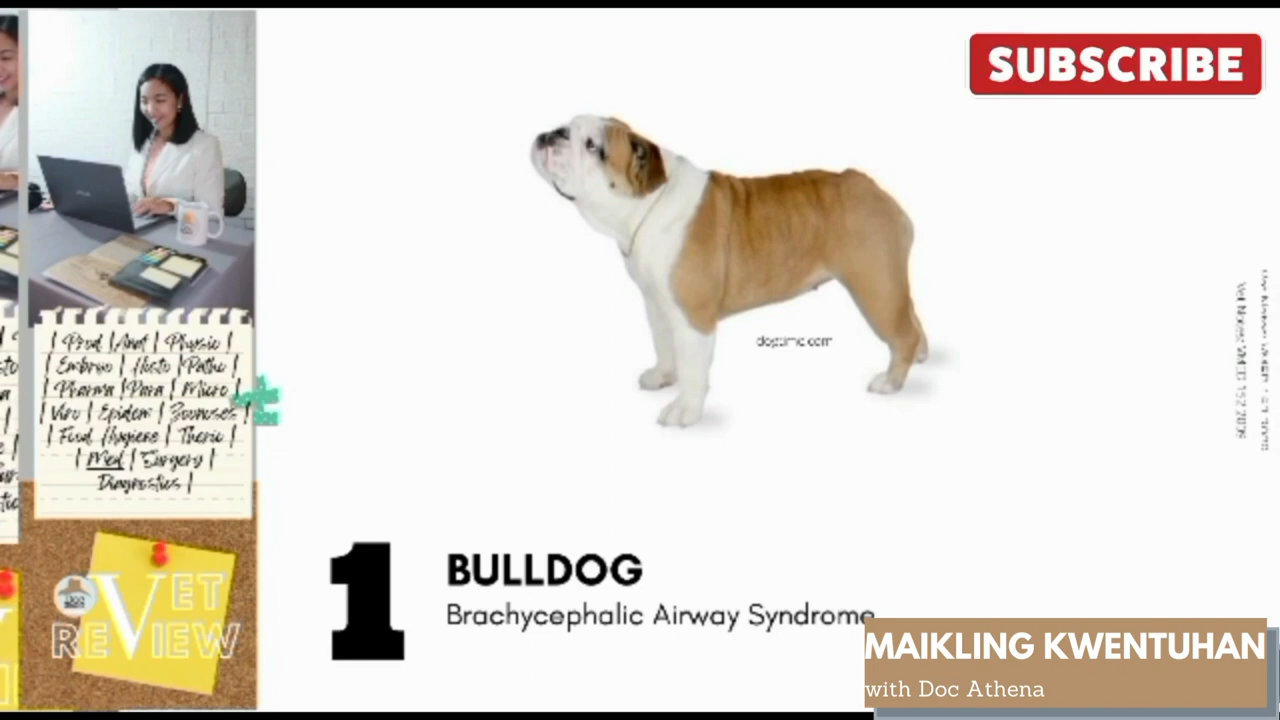 SUBSCRIBE
| Prod | Anat | Physio |
| Embryo | Histo | Patho |
| Pharma | Para | Micro |
| Viro | Epidem | Zoonoses |
| Food Hygiene | Therio |
| Med | Surgery |
Diagnostics |
VET
REVIEW
dogtime.com
1
BULLDOG
Brachycephalic Airway Syndrome
MAIKLING KWENTUHAN
with Doc Athena